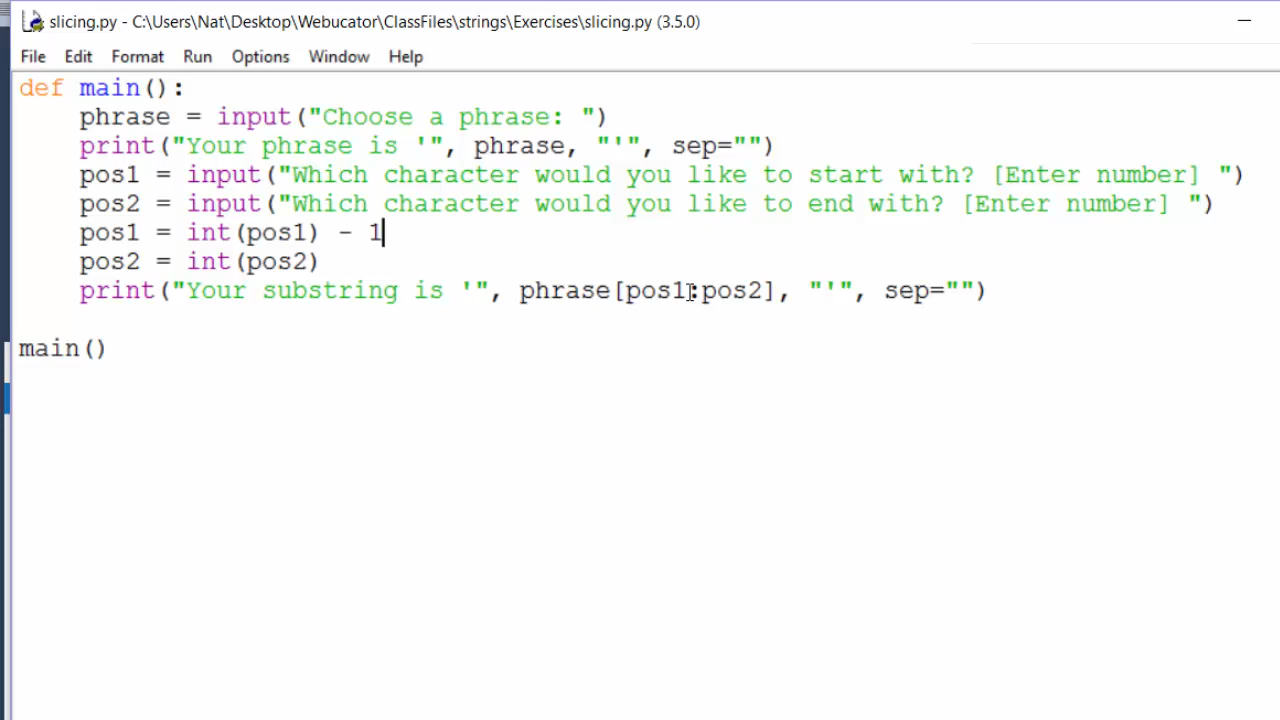 slicing.py - C:\Users\Nat\Desktop\Webucator\ClassFiles\strings\Exercises\slicing.py (3.5.0)
File Edit Format Run Options Window Help
def main():
    phrase = input("Choose a phrase: ")
    print("Your phrase is '", phrase, "'", sep="")
    pos1 = input("Which character would you like to start with? [Enter number] ")
    pos2 = input("Which character would you like to end with? [Enter number] ")
    pos1 = int(pos1) - 1
    pos2 = int(pos2)
    print("Your substring is '", phrase[pos1:pos2], "'", sep="")
main()